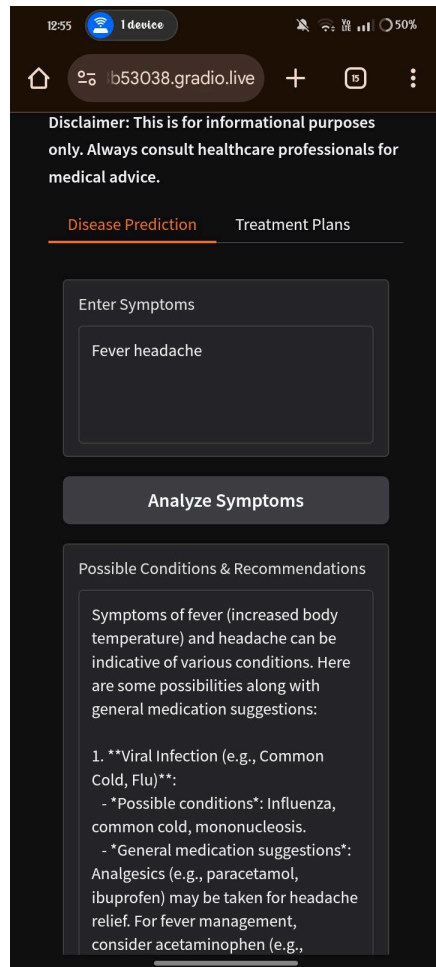 12:55 1 device Vo LTE 50%
b53038.gradio.live 15
Disclaimer: This is for informational purposes
only. Always consult healthcare professionals for
medical advice.
Disease Prediction Treatment Plans
Enter Symptoms
Fever headache
Analyze Symptoms
Possible Conditions & Recommendations
Symptoms of fever (increased body
temperature) and headache can be
indicative of various conditions. Here
are some possibilities along with
general medication suggestions:
1. **Viral Infection (e.g., Common
Cold, Flu)**:
- *Possible conditions*: Influenza,
common cold, mononucleosis.
- *General medication suggestions*:
Analgesics (e.g., paracetamol,
ibuprofen) may be taken for headache
relief. For fever management,
consider acetaminophen (e.g.,